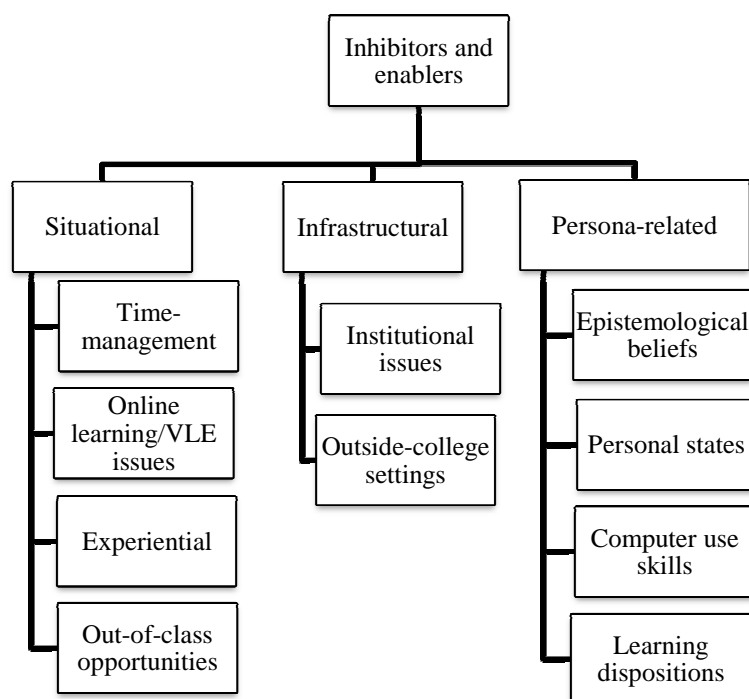 Inhibitors and
enablers
Situational
Infrastructural
Persona-related
Time-
management
Online
learning/VLE
issues
Experiential
Out-of-class
opportunities
Institutional
issues
Outside-college
settings
Epistemological
beliefs
Personal states
Computer use
skills
Learning
dispositions